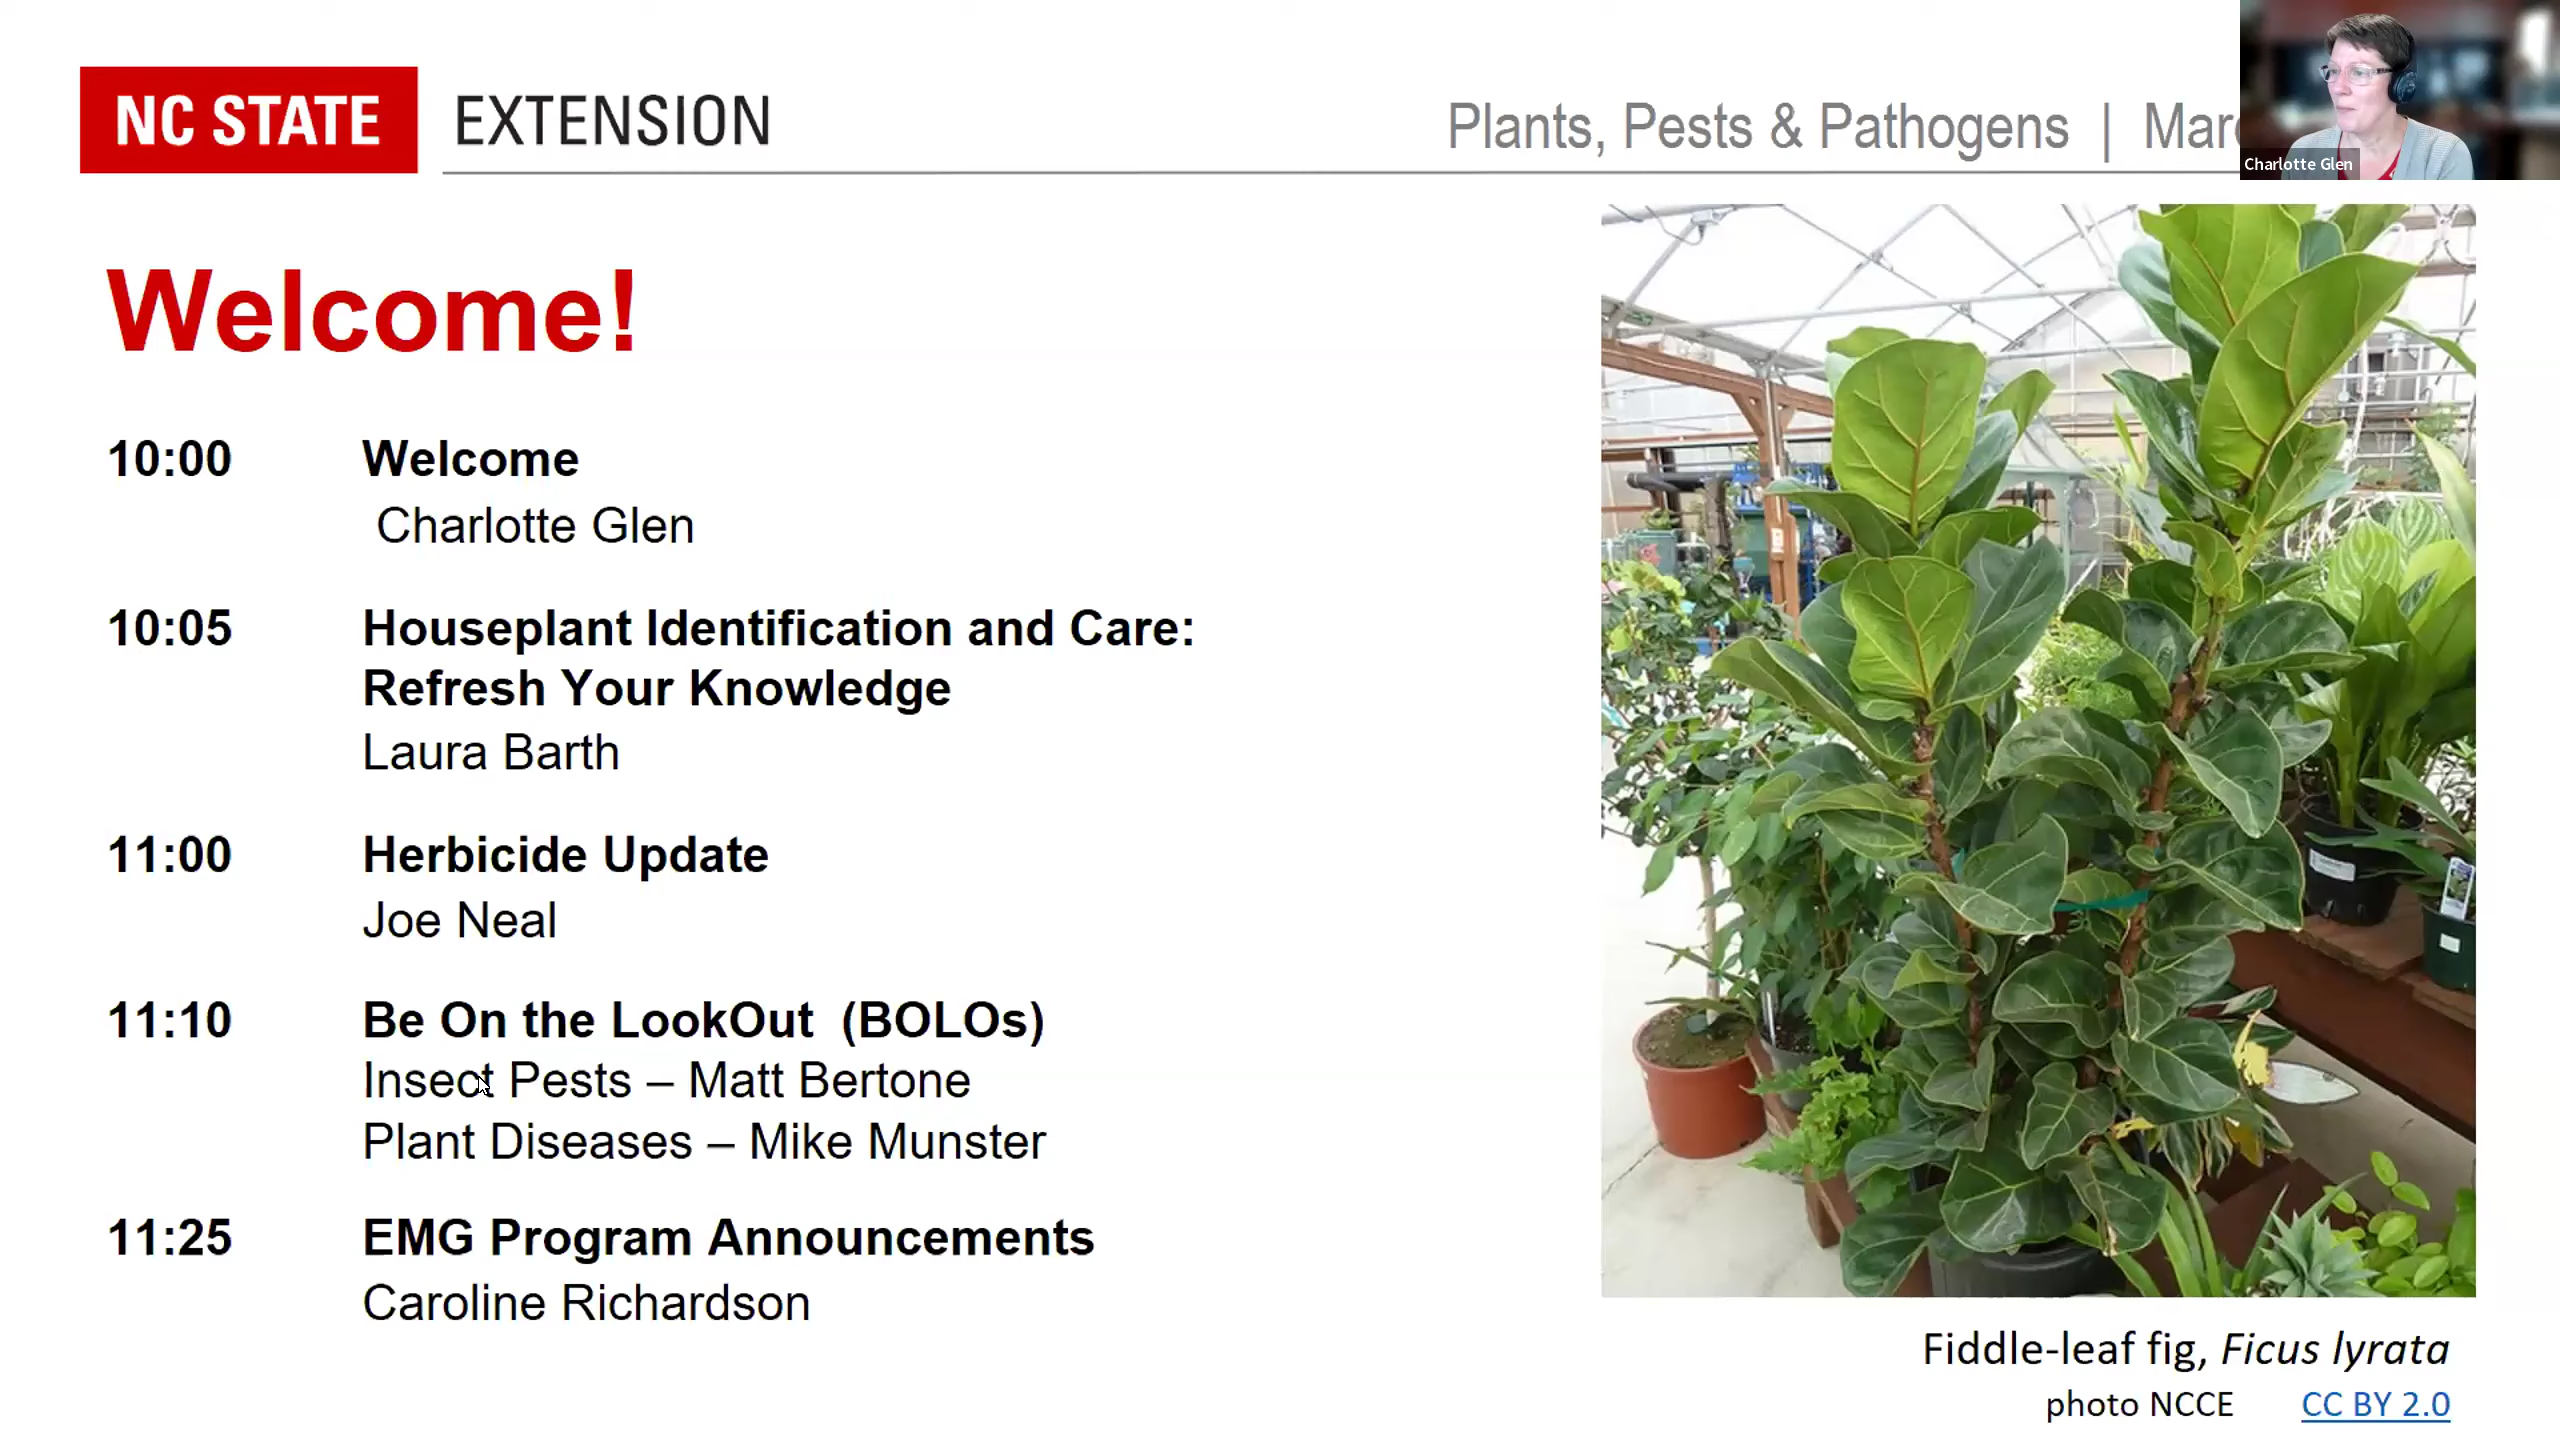 NC STATE EXTENSION
Plants, Pests & Pathogens |
Charlotte Glen
Welcome!
10:00 Welcome
Charlotte Glen
10:05 Houseplant Identification and Care:
Refresh Your Knowledge
Laura Barth
11:00 Herbicide Update
Joe Neal
11:10 Be On the LookOut (BOLOs)
Insect Pests – Matt Bertone
Plant Diseases – Mike Munster
11:25 EMG Program Announcements
Caroline Richardson
Fiddle-leaf fig, Ficus lyrata
photo NCCE CC BY 2.0